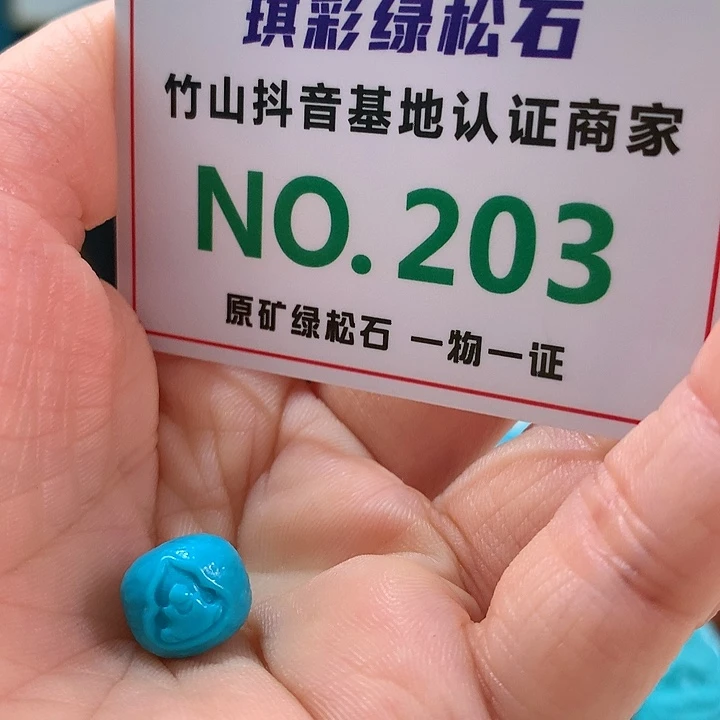 琪彩绿松石
竹山抖音基地认证商家
NO.203
原矿绿松石 一物一证